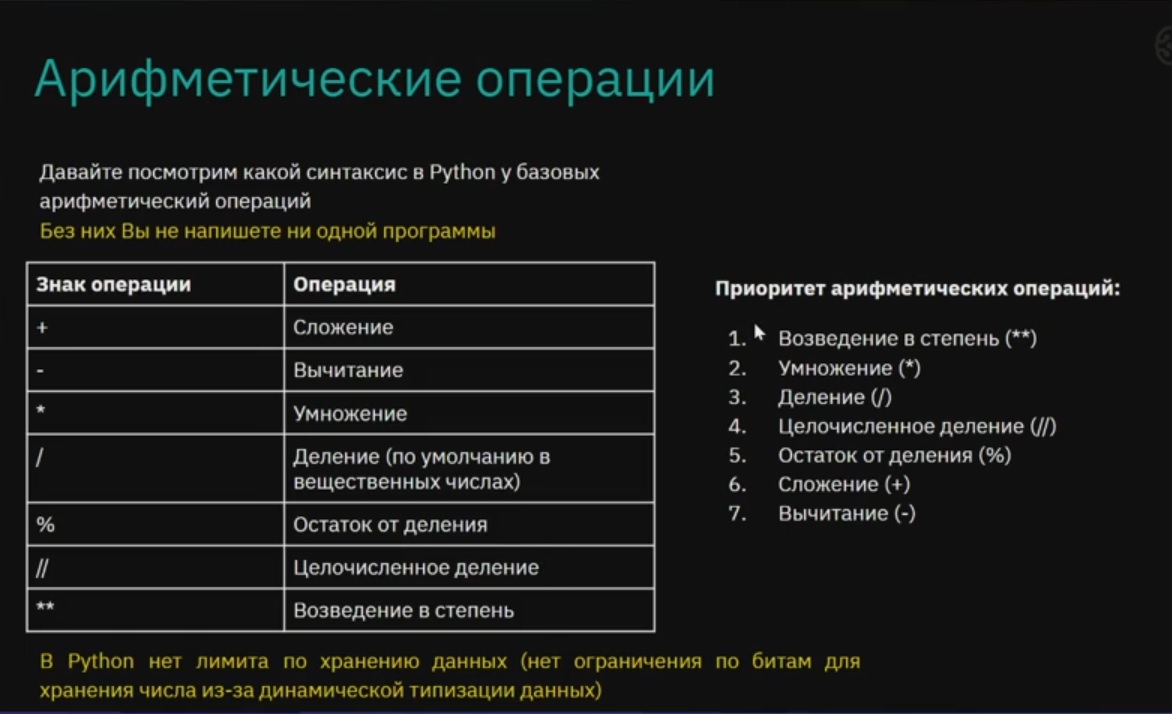 Арифметические операции
Давайте посмотрим какой синтаксис в Python у базовых
арифметический операций
Без них Вы не напишете ни одной программы
Знак операции Операция
+ Сложение
- Вычитание
* Умножение
/ Деление (по умолчанию в
вещественных числах)
% Остаток от деления
// Целочисленное деление
** Возведение в степень
Приоритет арифметических операций:
1. Возведение в степень (**)
2. Умножение (*)
3. Деление (/)
4. Целочисленное деление (//)
5. Остаток от деления (%)
6. Сложение (+)
7. Вычитание (-)
В Python нет лимита по хранению данных (нет ограничения по битам для
хранения числа из-за динамической типизации данных)